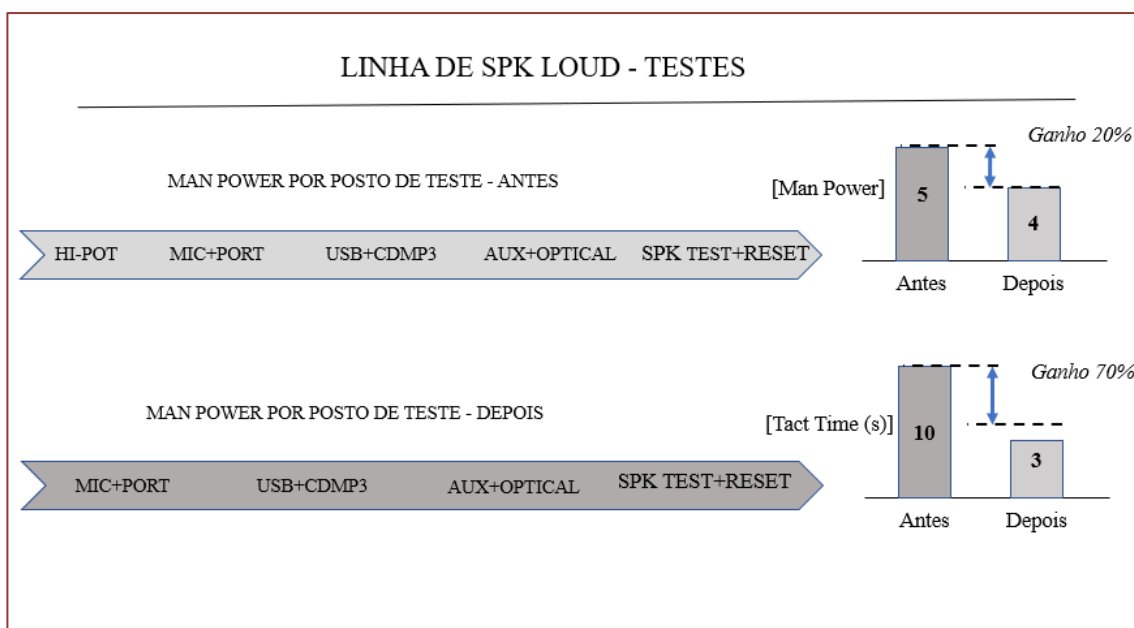 LINHA DE SPK LOUD - TESTES
Ganho 20%
MAN POWER POR POSTO DE TESTE - ANTES
[Man Power]
5
4
HI-POT MIC+PORT USB+CDMP3 AUX+OPTICAL SPK TEST+RESET
Antes Depois
Ganho 70%
MAN POWER POR POSTO DE TESTE - DEPOIS
[Tact Time (s)]
10
3
MIC+PORT USB+CDMP3 AUX+OPTICAL SPK TEST+RESET
Antes Depois